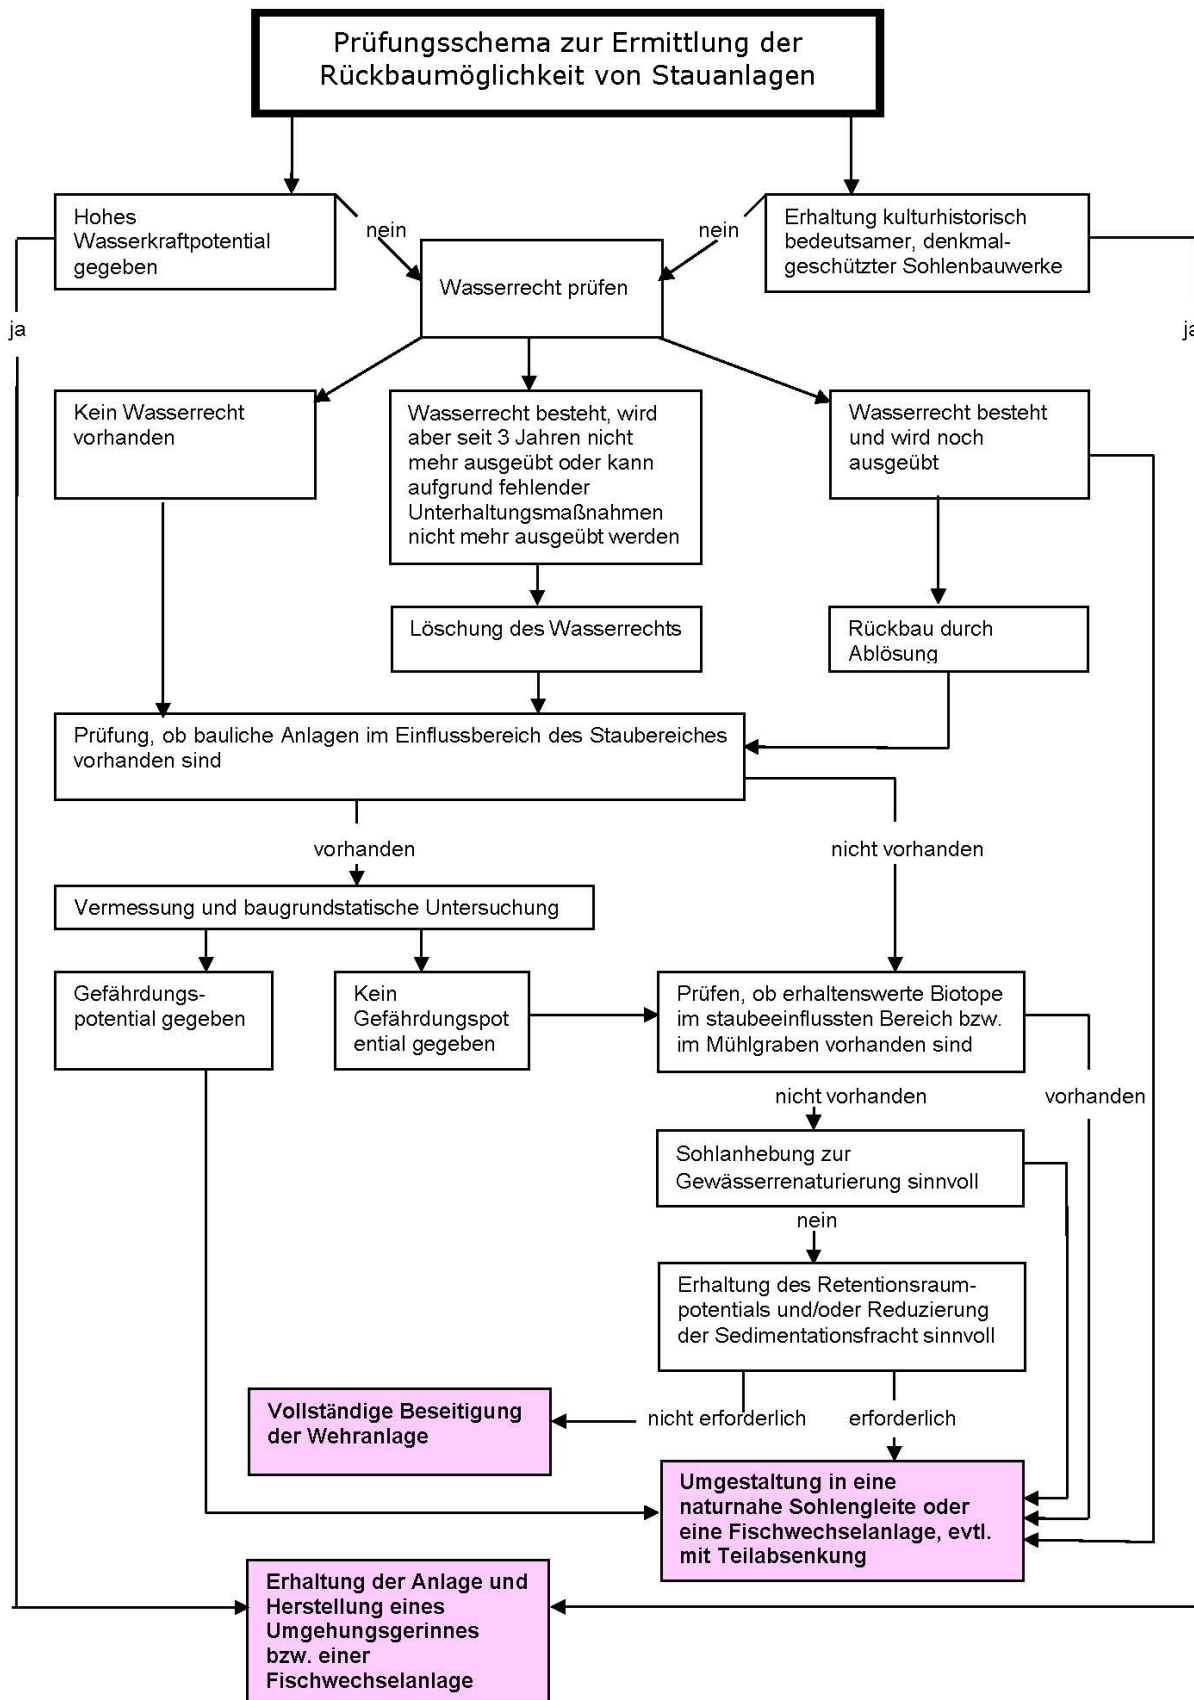 Prüfungsschema zur Ermittlung der
Rückbaumöglichkeit von Stauanlagen
Hohes
Wasserkraftpotential
gegeben
nein
nein
Erhaltung kulturhistorisch
bedeutsamer, denkmal-
geschützter Sohlenbauwerke
Wasserrecht prüfen
ja
ja
Kein Wasserrecht
vorhanden
Wasserrecht besteht, wird
aber seit 3 Jahren nicht
mehr ausgeübt oder kann
aufgrund fehlender
Unterhaltungsmaßnahmen
nicht mehr ausgeübt werden
Wasserrecht besteht
und wird noch
ausgeübt
Löschung des Wasserrechts
Rückbau durch
Ablösung
Prüfung, ob bauliche Anlagen im Einflussbereich des Staubereiches
vorhanden sind
vorhanden
nicht vorhanden
Vermessung und baugrundstatische Untersuchung
Gefährdungs-
potential gegeben
Kein
Gefährdungspot
ential gegeben
Prüfen, ob erhaltenswerte Biotope
im staubeeinflussten Bereich bzw.
im Mühlgraben vorhanden sind
nicht vorhanden
vorhanden
Sohlanhebung zur
Gewässerrenaturierung sinnvoll
nein
Erhaltung des Retentionsraum-
potentials und/oder Reduzierung
der Sedimentationsfracht sinnvoll
Vollständige Beseitigung
der Wehranlage
nicht erforderlich
erforderlich
Umgestaltung in eine
naturnahe Sohlengleite oder
eine Fischwechselanlage, evtl.
mit Teilabsenkung
Erhaltung der Anlage und
Herstellung eines
Umgehungsgerinnes
bzw. einer
Fischwechselanlage